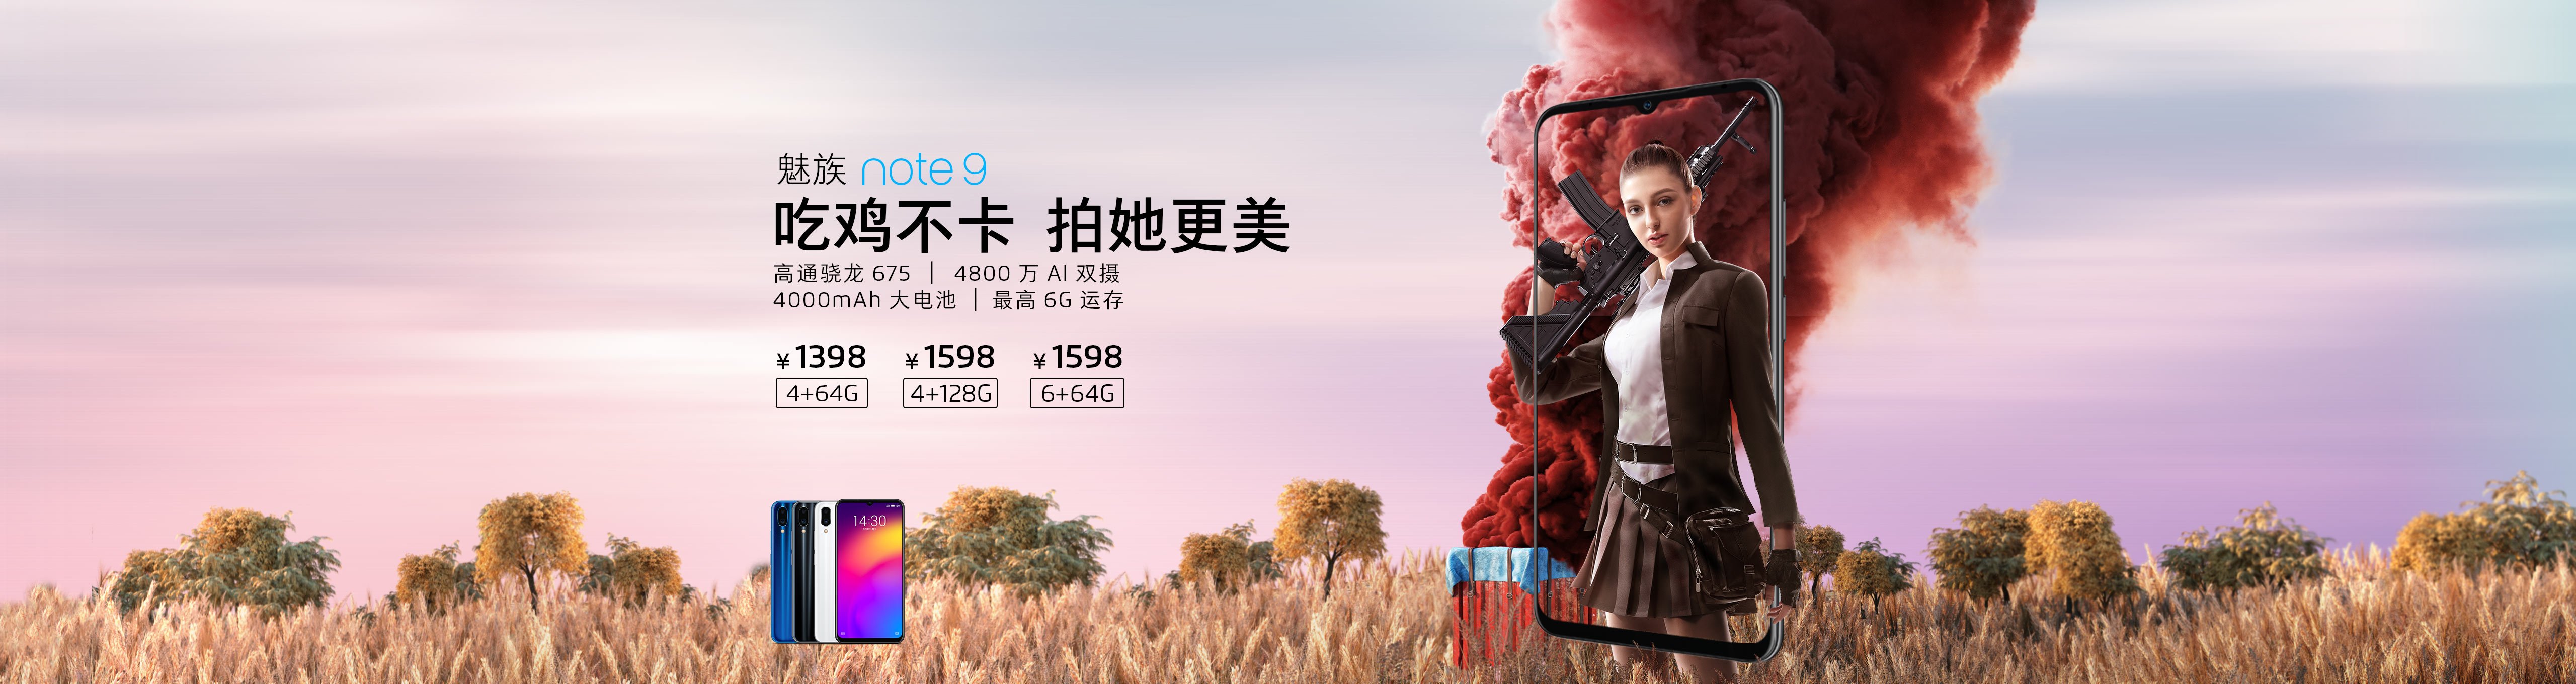 魅族 note 9
吃鸡不卡 拍她更美
高通骁龙 675 | 4800 万 AI 双摄
4000mAh 大电池 | 最高 6G 运存
¥1398 ¥1598 ¥1598
4+64G 4+128G 6+64G
14:30